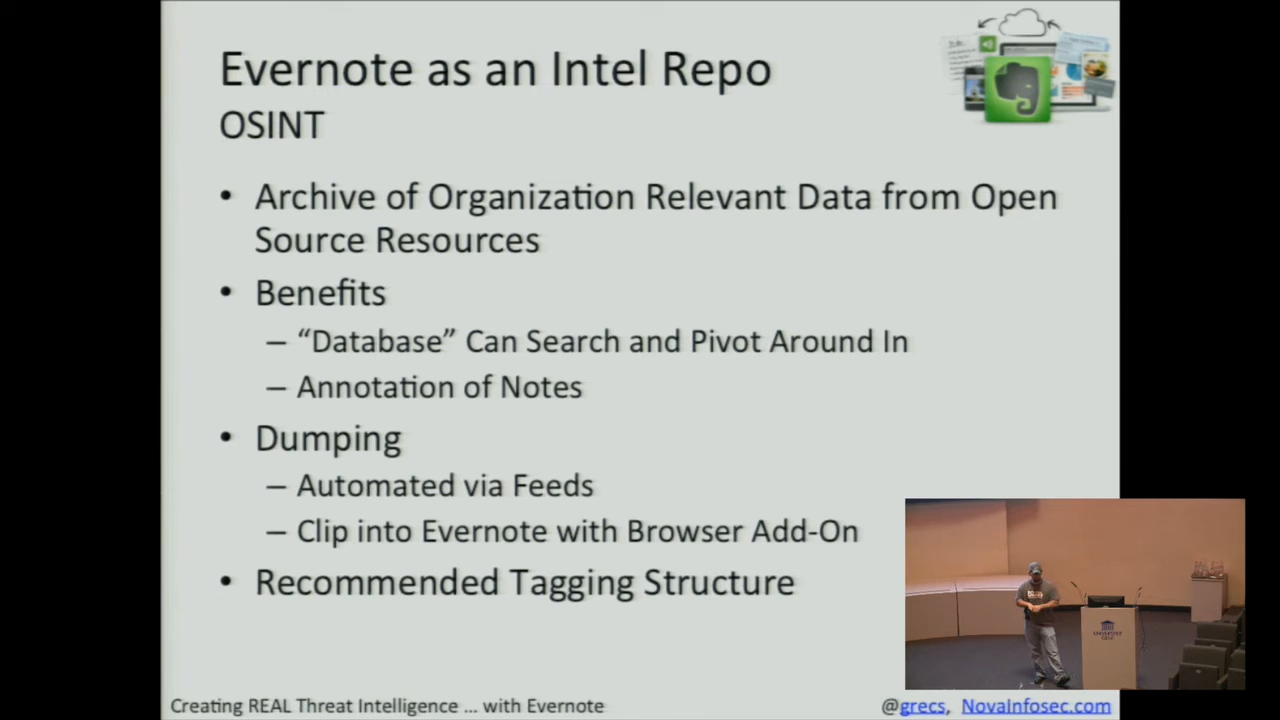 Evernote as an Intel Repo
OSINT
• Archive of Organization Relevant Data from Open
Source Resources
• Benefits
– “Database” Can Search and Pivot Around In
– Annotation of Notes
• Dumping
– Automated via Feeds
– Clip into Evernote with Browser Add-On
• Recommended Tagging Structure
Creating REAL Threat Intelligence ... with Evernote
@grecs, NovaInfosec.com